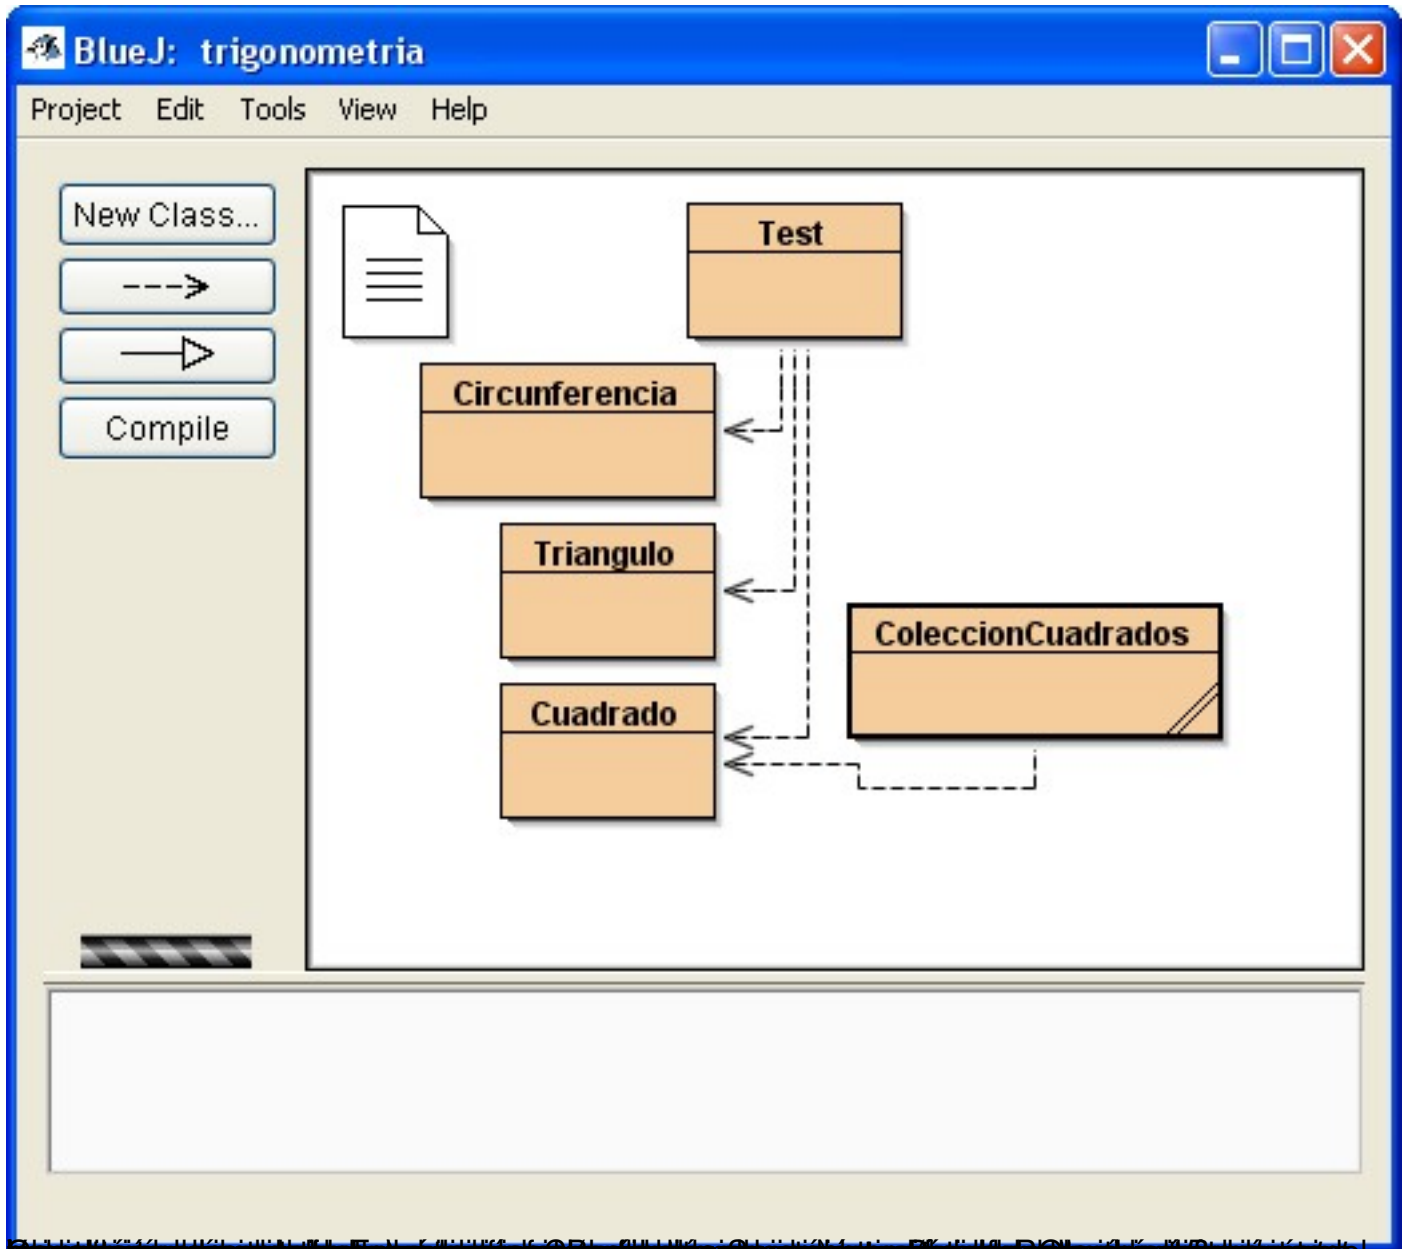 BlueJ: trigonometria
Project Edit Tools View Help
New Class...
Compile
Test
Circunferencia
Triangulo
ColeccionCuadrados
Cuadrado